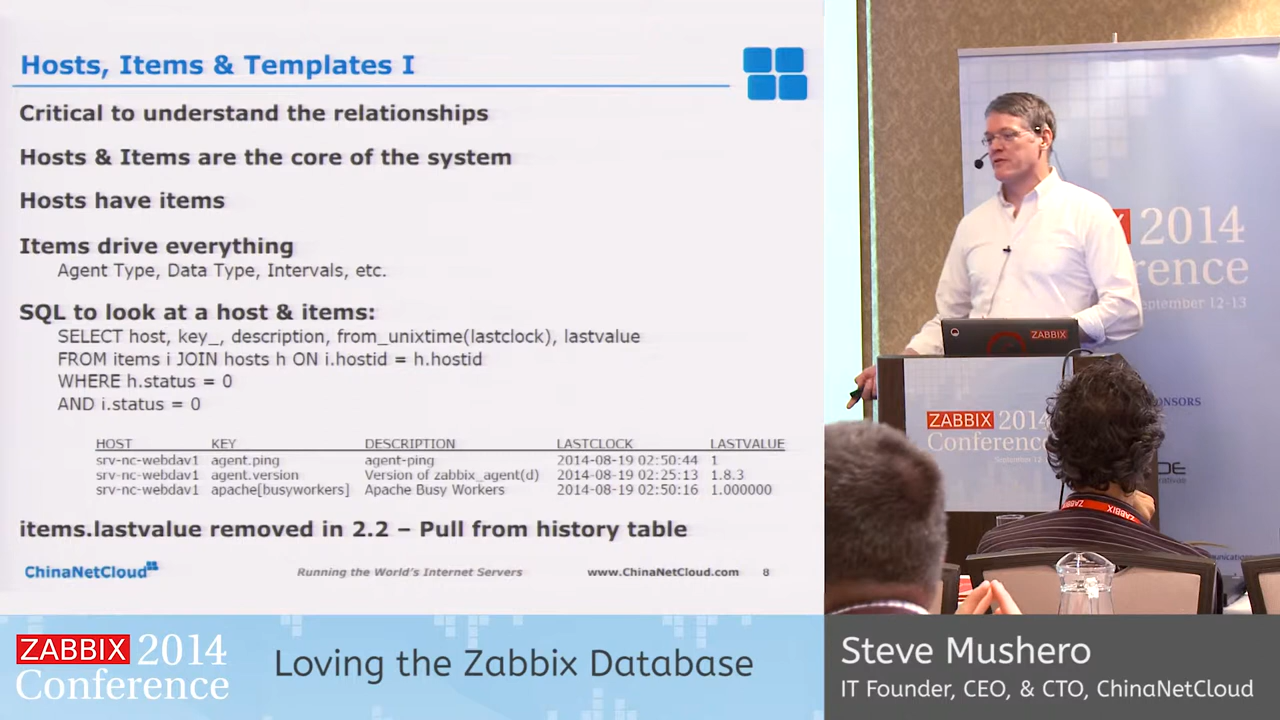 Hosts, Items & Templates I
Critical to understand the relationships
Hosts & Items are the core of the system
Hosts have items
Items drive everything
Agent Type, Data Type, Intervals, etc.
SQL to look at a host & items:
SELECT host, key_, description, from_unixtime(lastclock), lastvalue
FROM items i JOIN hosts h ON i.hostid = h.hostid
WHERE h.status = 0
AND i.status = 0
HOST KEY DESCRIPTION LASTCLOCK LASTVALUE
srv-nc-webdav1 agent.ping agent-ping 2014-08-19 02:50:44 1
srv-nc-webdav1 agent.version Version of zabbix_agent(d) 2014-08-19 02:25:13 1.8.3
srv-nc-webdav1 apache[busyworkers] Apache Busy Workers 2014-08-19 02:50:16 1.000000
items.lastvalue removed in 2.2 – Pull from history table
ChinaNetCloud Running the World's Internet Servers www.ChinaNetCloud.com 8
X 2014
rence
eptember 12-13
ZABBIX
ZABBIX 2014
Conference
September 12
ONSORS
DE
ZABBIX
ZABBIX 2014
Conference
Loving the Zabbix Database
Steve Mushero
IT Founder, CEO, & CTO, ChinaNetCloud